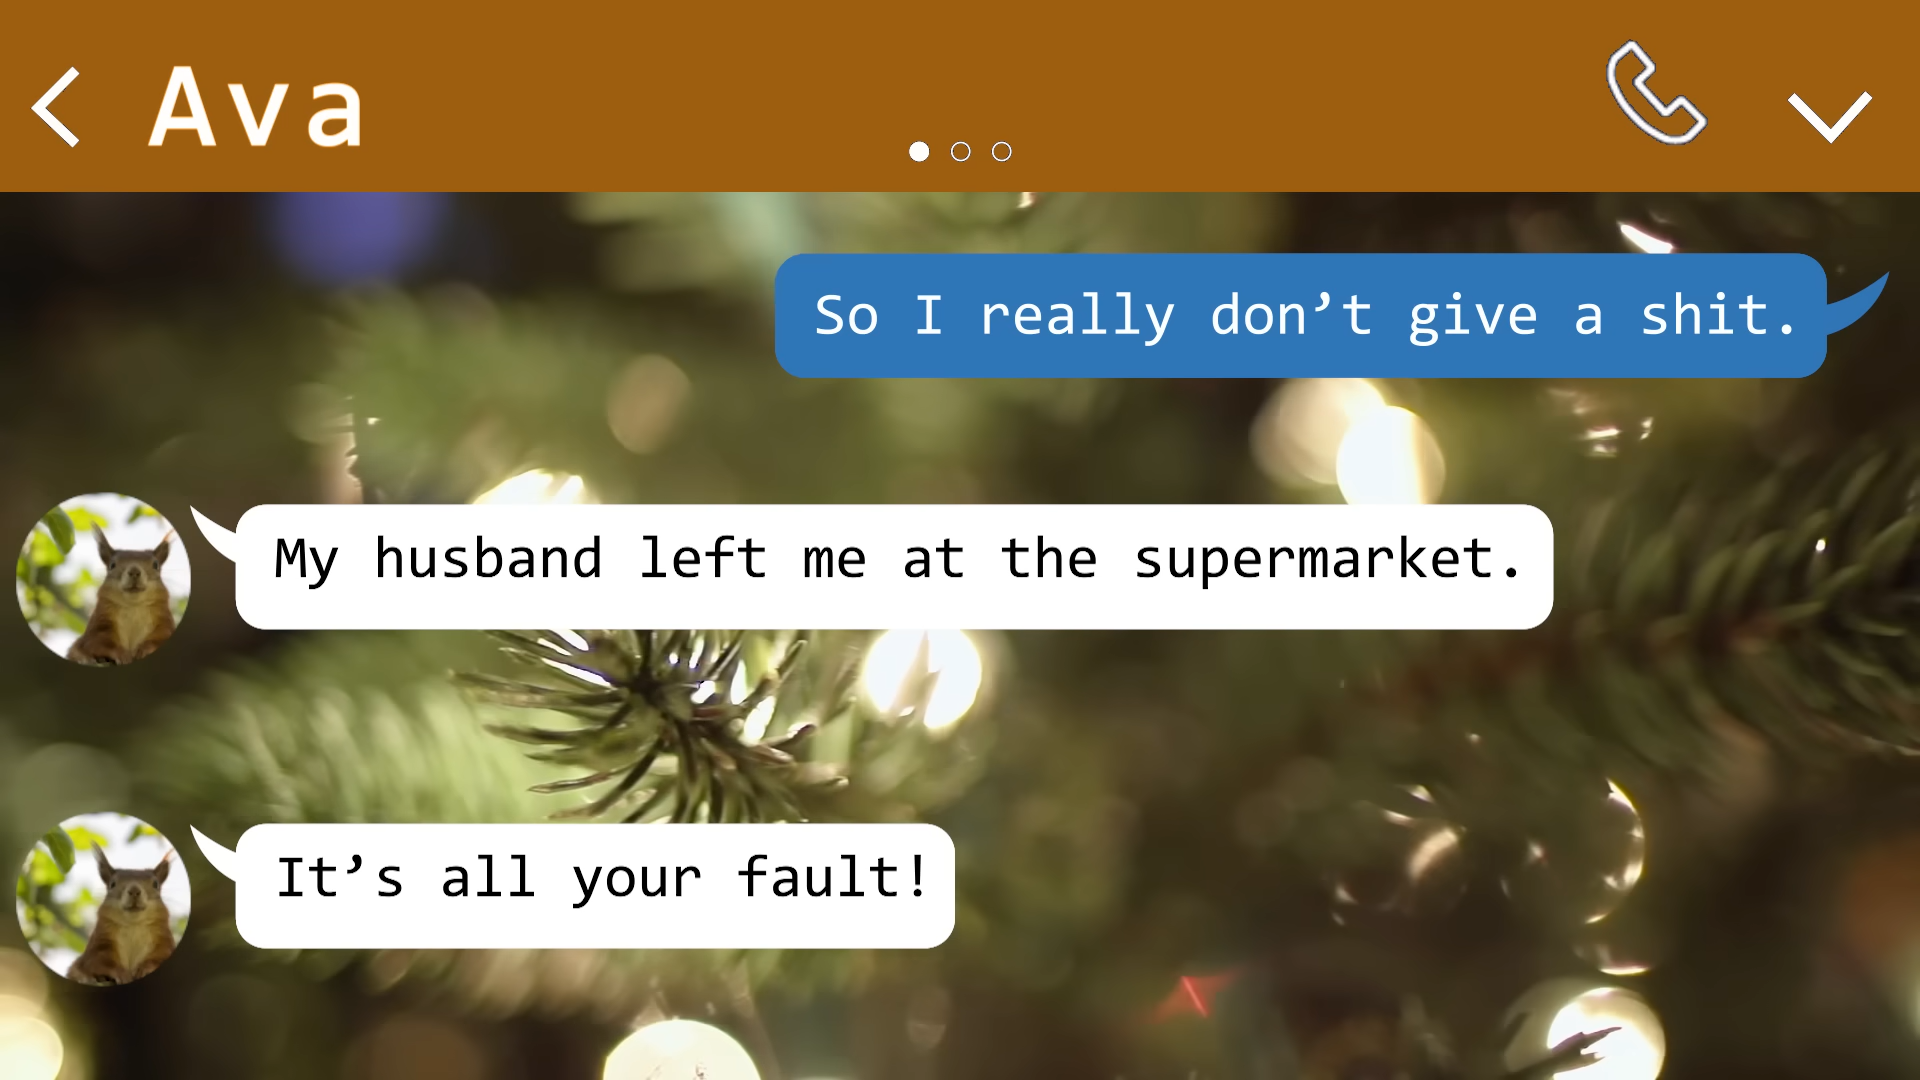 Ava
So I really don’t give a shit.
My husband left me at the supermarket.
It’s all your fault!